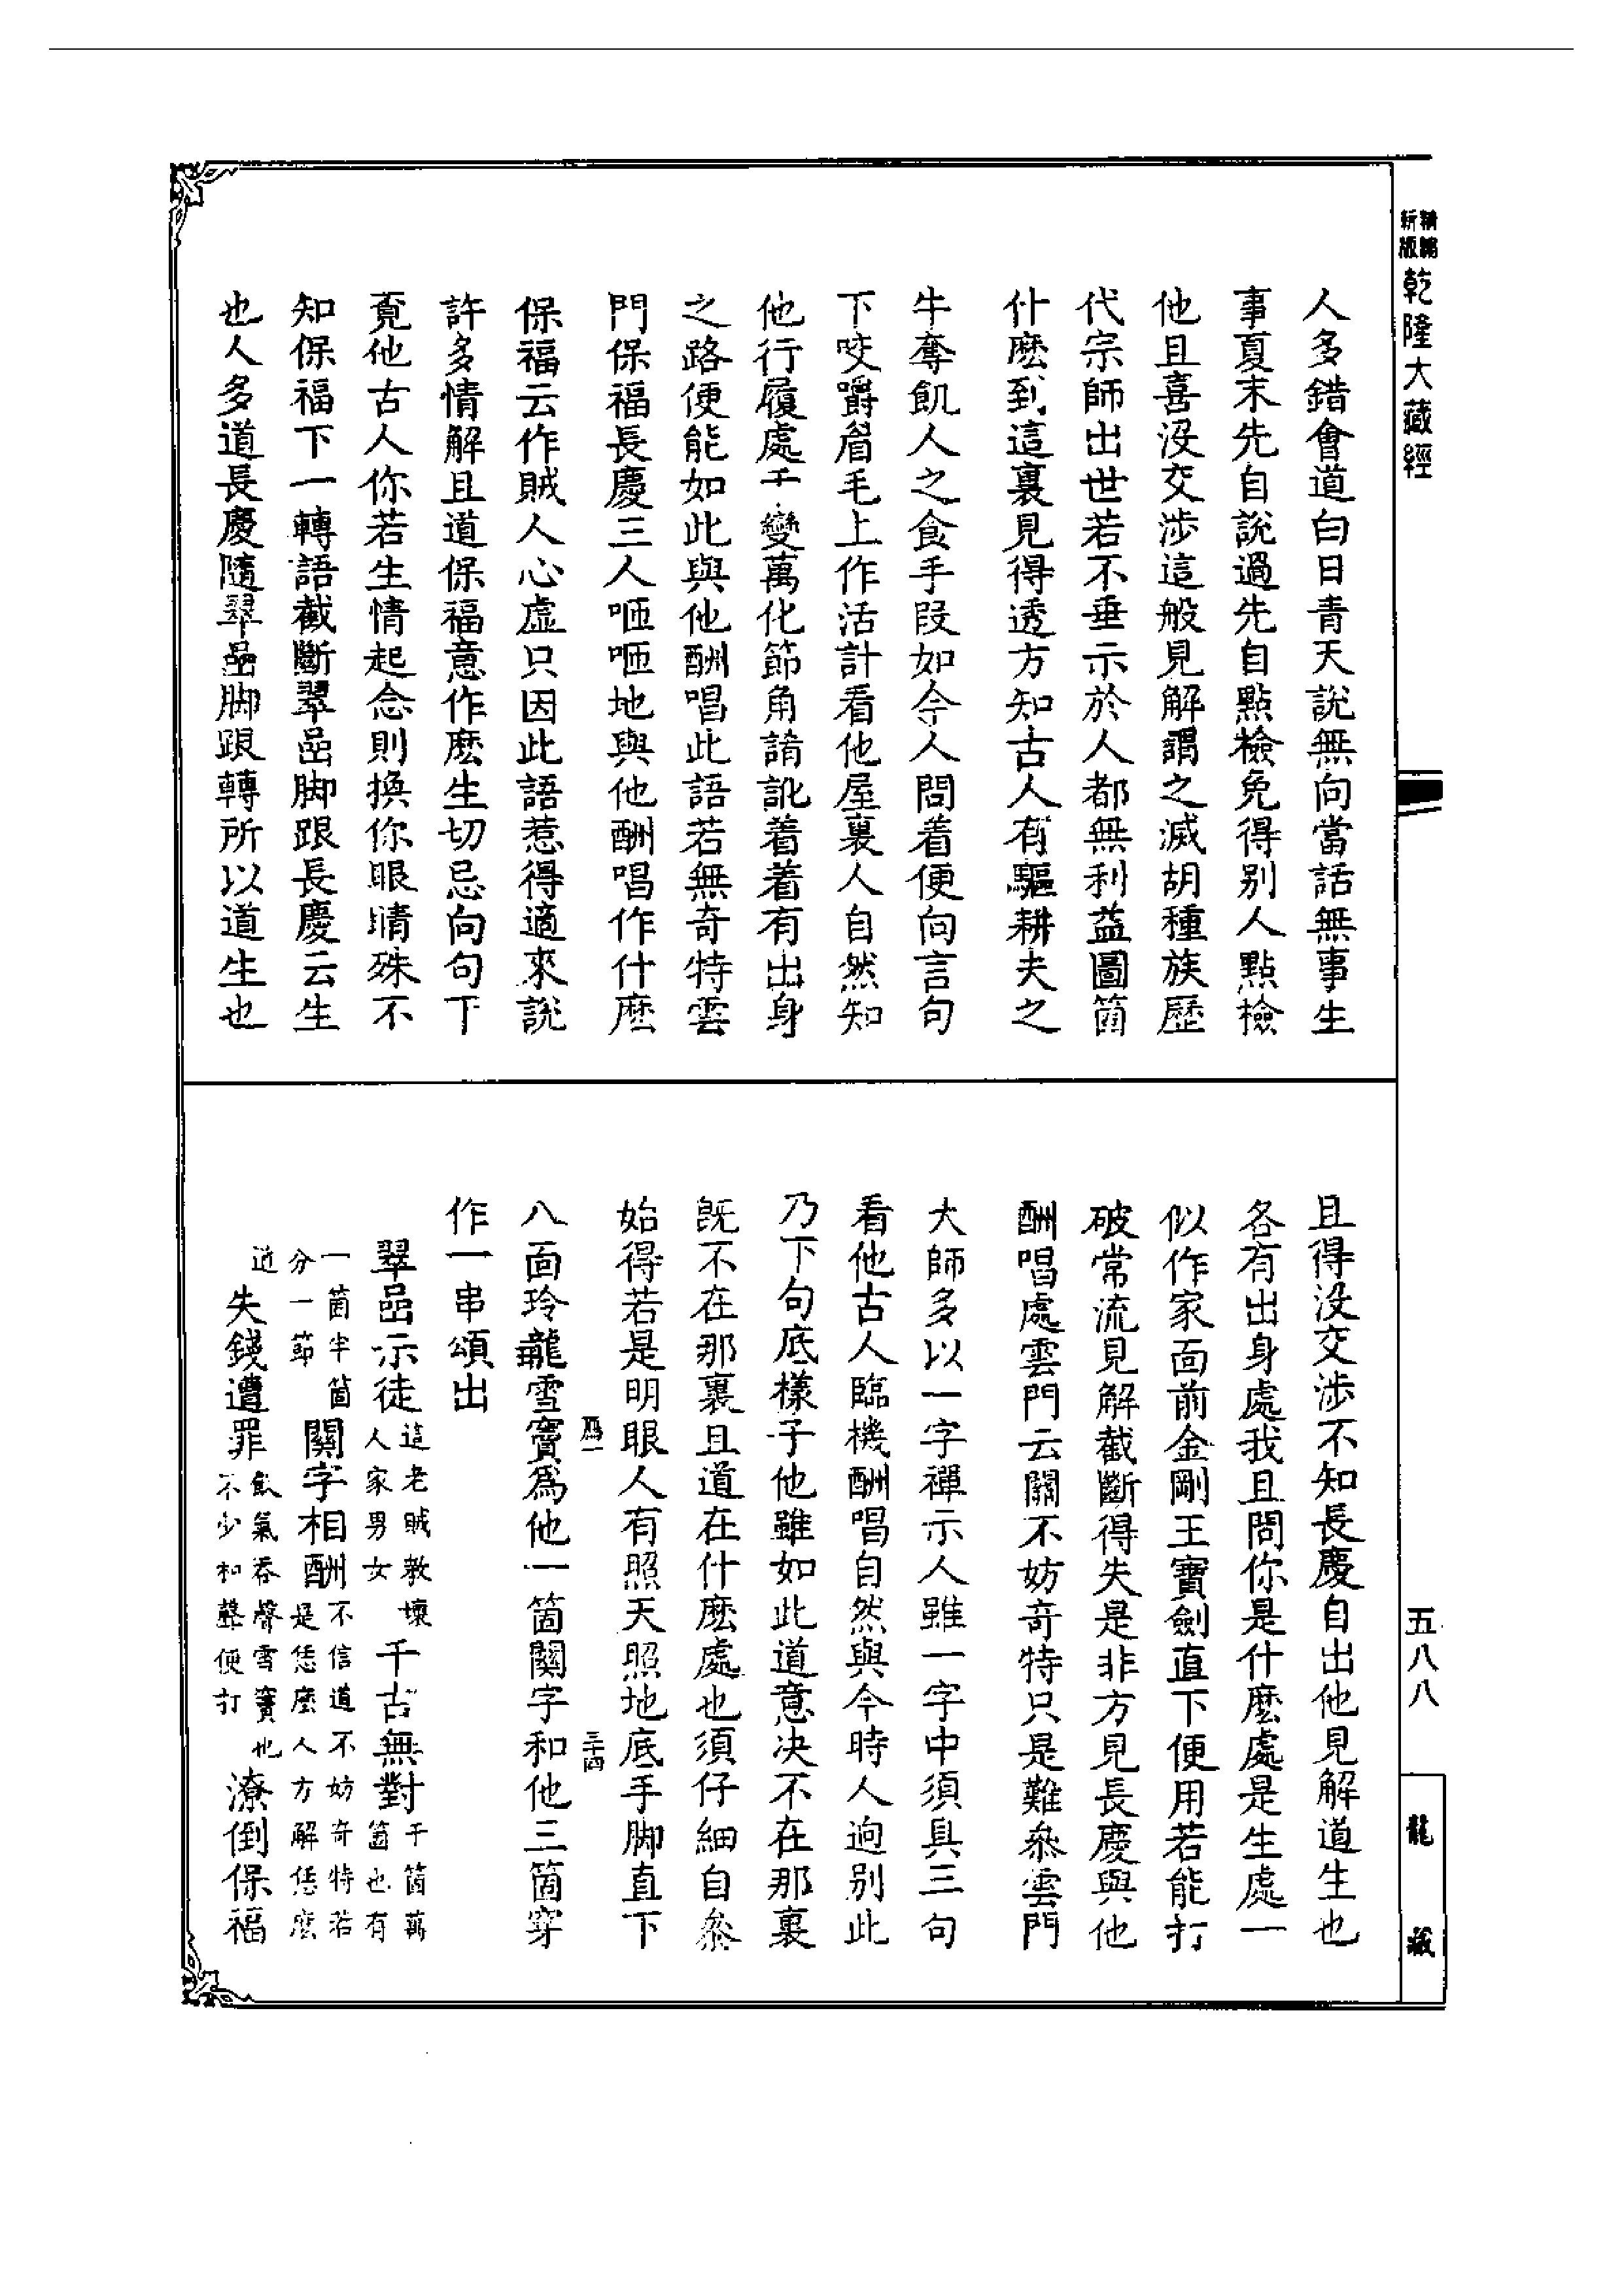 精縮
新版
乾隆大藏經
五八八
龍藏
人多錯會道白日青天說無向當話無事生
事夏末先自說過先自點檢免得別人點檢
他且喜沒交涉這般見解謂之滅胡種族歷
代宗師出世若不垂示於人都無利益圖箇
什麼到這裏見得透方知古人有驅耕夫之
牛奪飢人之食手段如今人問着便向言句
下咬嚼眉毛上作活計看他屋裏人自然知
他行履處千變萬化節角誵訛着着有出身
之路便能如此與他酬唱此語若無奇特雲
門保福長慶三人咂咂地與他酬唱作什麼
保福云作賊人心虛只因此語惹得適來說
許多情解且道保福意作麼生切忌向句下
覓他古人你若生情起念則換你眼睛殊不
知保福下一轉語截斷翠嵒脚跟長慶云生
也人多道長慶隨翠嵒脚跟轉所以道生也
且得沒交涉不知長慶自出他見解道生也
各有出身處我且問你是什麼處是生處一
似作家面前金剛王寶劍直下便用若能打
破常流見解截斷得失是非方見長慶與他
酬唱處雲門云關不妨奇特只是難叅雲門
大師多以一字禪示人雖一字中須具三句
看他古人臨機酬唱自然與今時人迥別此
乃下句底樣子他雖如此道意决不在那裏
既不在那裏且道在什麼處也須仔細自叅
始得若是明眼人有照天照地底手脚直下
三十四
八面玲瓏雪竇爲他一箇關字和他三箇穿
作一串頌出
翠嵒示徒這老賊教壞人家男女千古無對千箇萬箇也有
一箇半箇分一節關字相酬不信道不妨奇特若是恁麼人方解恁麼
道失錢遭罪飲氣吞聲雪竇也不少和聲便打潦倒保福